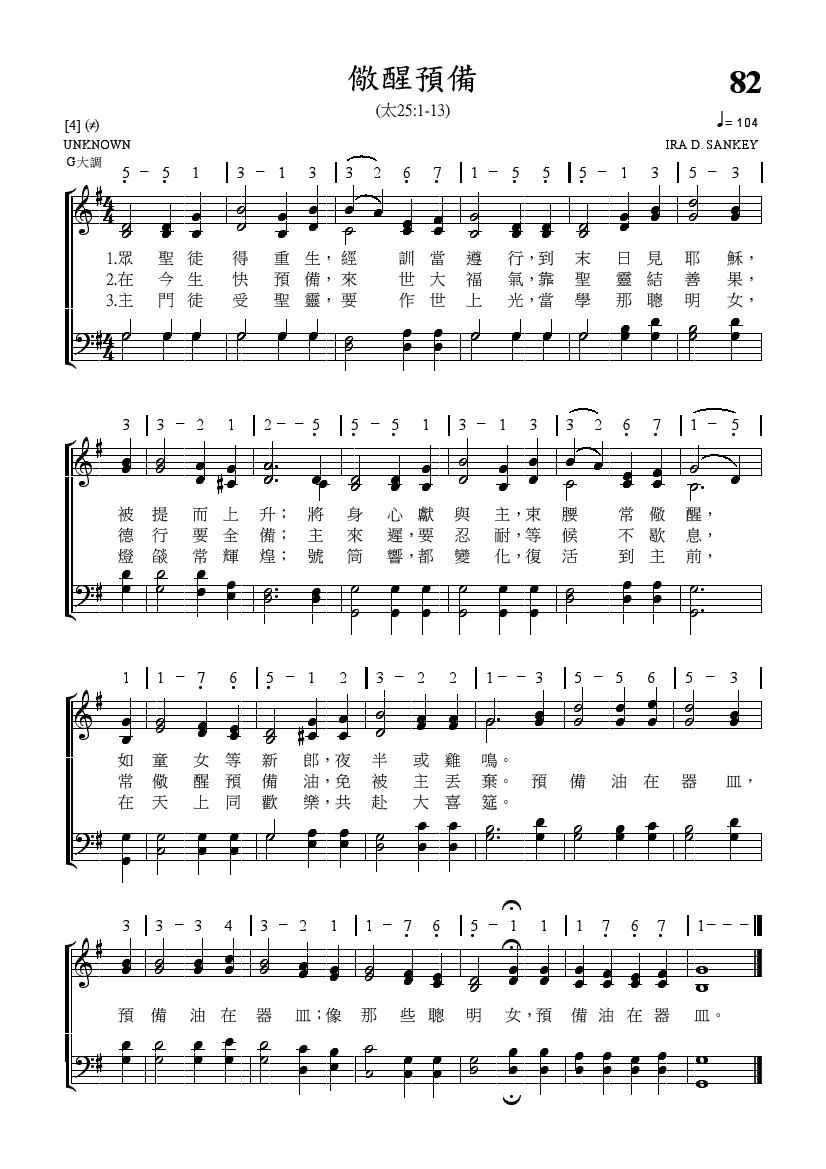 儆醒預備
82
(太25:1-13)
[4] (≠)
♩= 104
UNKNOWN
IRA D. SANKEY
G大調
5 − 5 1 | 3 − 1 3 | 3 2 6 7 | 1 − 5 5 | 5 − 1 3 | 5 − 3 |
1.眾聖徒得重生，經訓當遵行，到末日見耶穌，
2.在今生快預備，來世大福氣，靠聖靈結善果，
3.主門徒受聖靈，要作世上光，當學那聰明女，
3 | 3 − 2 1 | 2 − − 5 | 5 − 5 1 | 3 − 1 3 | 3 2 6 7 | 1 − 5 |
被提而上升；將身心獻與主，束腰常儆醒，
德行要全備；主來遲，要忍耐，等候不歇息，
燈燄常輝煌；號筒響，都變化，復活到主前，
1 | 1 − 7 6 | 5 − 1 2 | 3 − 2 2 | 1 − − 3 | 5 − 5 6 | 5 − 3 |
如童女等新郎，夜半或雞鳴。
常儆醒預備油，免被主丟棄。預備油在器皿，
在天上同歡樂，共赴大喜筵。
3 | 3 − 3 4 | 3 − 2 1 | 1 − 7 6 | 5 − 1 1 | 1 7 6 7 | 1 − − −
預備油在器皿；像那些聰明女，預備油在器皿。